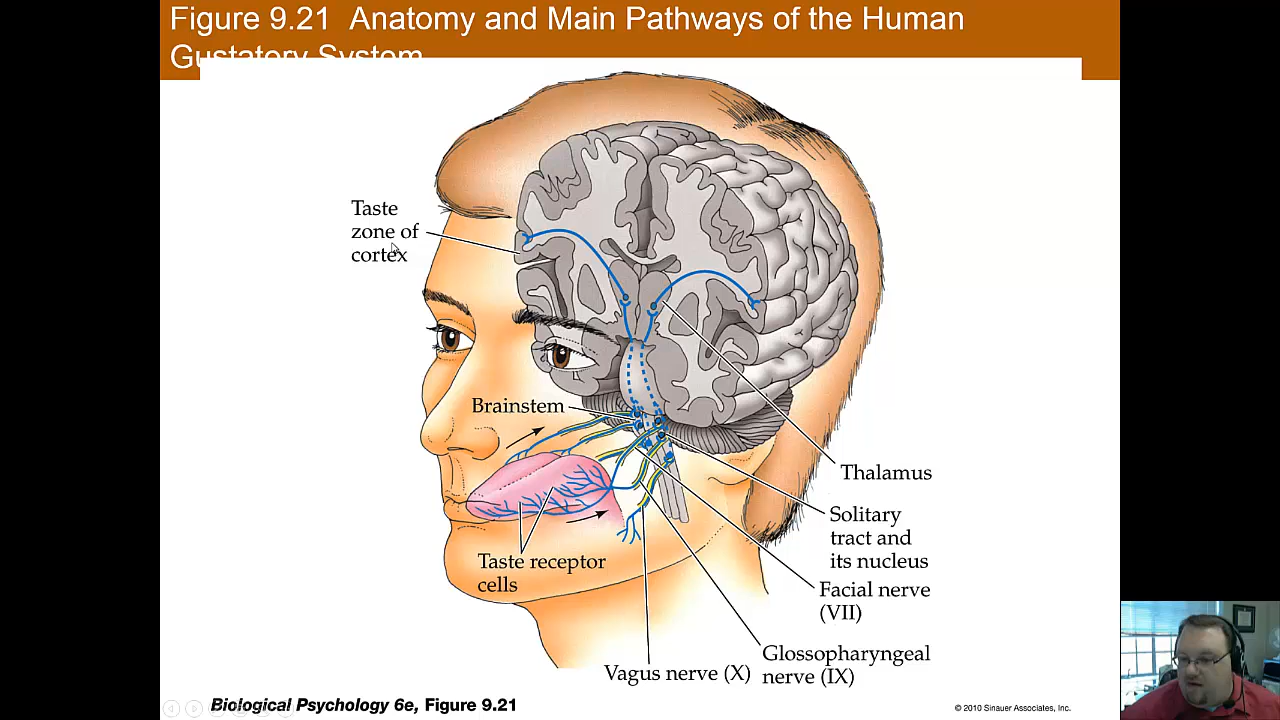 Figure 9.21 Anatomy and Main Pathways of the Human
Gustatory System
Taste
zone of
cortex
Brainstem
Thalamus
Solitary
tract and
its nucleus
Taste receptor
cells
Facial nerve
(VII)
Glossopharyngeal
nerve (IX)
Vagus nerve (X)
Biological Psychology 6e, Figure 9.21
© 2010 Sinauer Associates, Inc.